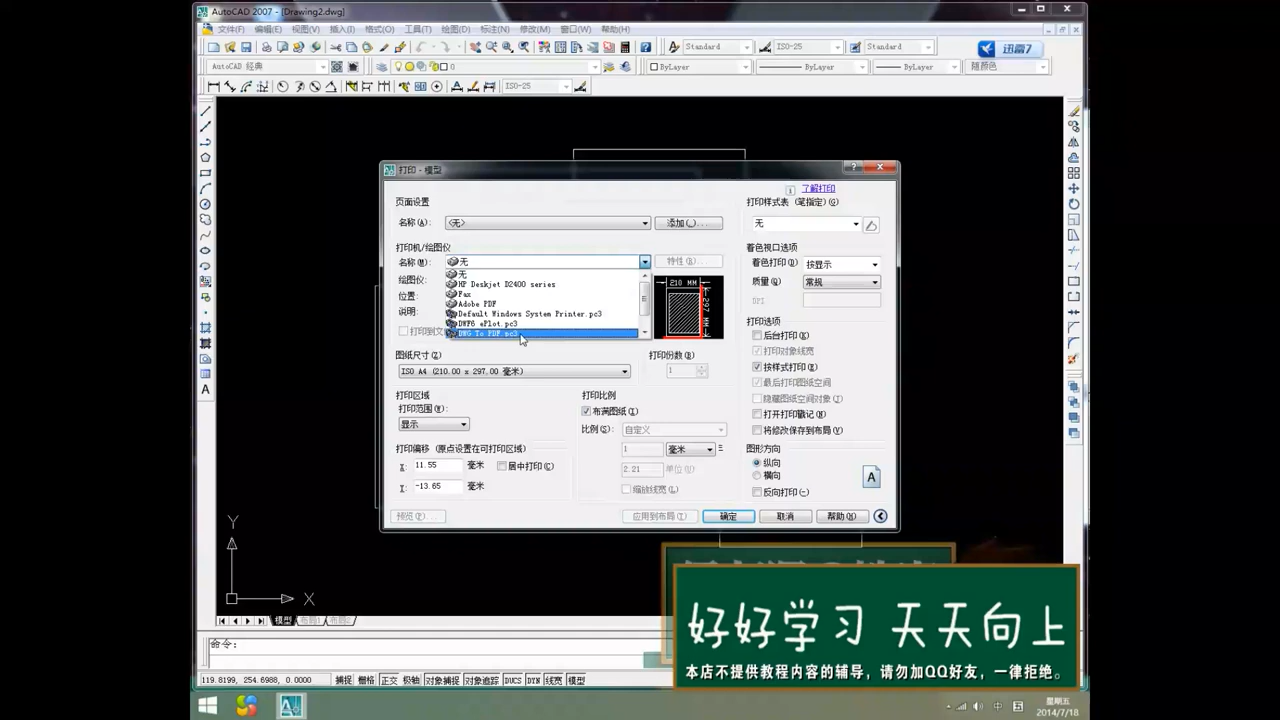 AutoCAD 2007 - [Drawing2.dwg]
文件(F) 编辑(E) 视图(V) 插入(I) 格式(O) 工具(T) 绘图(D) 标注(N) 修改(M) 窗口(W) 帮助(H)
Standard ISO-25 Standard 迅雷7
AutoCAD 经典 0 ByLayer ByLayer ByLayer 随颜色
ISO-25
打印 - 模型
了解打印
页面设置
名称(A): <无> 添加(.)...
打印样式表 (笔指定)(G)
无
打印机/绘图仪
名称(M): 无 特性(R)...
绘图仪:
位置:
说明:
打印到文
无
HP Deskjet D2400 series
Fax
Adobe PDF
Default Windows System Printer.pc3
DWF6 ePlot.pc3
DWG To PDF.pc3
210 MM
297 MM
着色视口选项
着色打印(D) 按显示
质量(Q) 常规
DPI
图纸尺寸(Z)
ISO A4 (210.00 x 297.00 毫米)
打印份数(B)
1
打印选项
后台打印(K)
打印对象线宽
按样式打印(E)
最后打印图纸空间
隐藏图纸空间对象(J)
打开打印戳记(N)
将修改保存到布局(V)
打印区域
打印范围(W):
显示
打印比例
布满图纸(I)
比例(S): 自定义
1 毫米 =
2.21 单位(U)
缩放线宽(L)
打印偏移 (原点设置在可打印区域)
X: 11.55 毫米 居中打印(C)
Y: -13.65 毫米
图形方向
纵向
横向
反向打印(-)
A
预览(P)... 应用到布局(T) 确定 取消 帮助(H)
Y
X
模型
命令:
119.8199, 254.6988, 0.000 捕捉 栅格 正交 极轴 对象捕捉 对象追踪 DUCS DYN 线宽 模型
好好学习 天天向上
本店不提供教程内容的辅导,请勿加QQ好友,一律拒绝。
中 五
星期五
2014/7/18